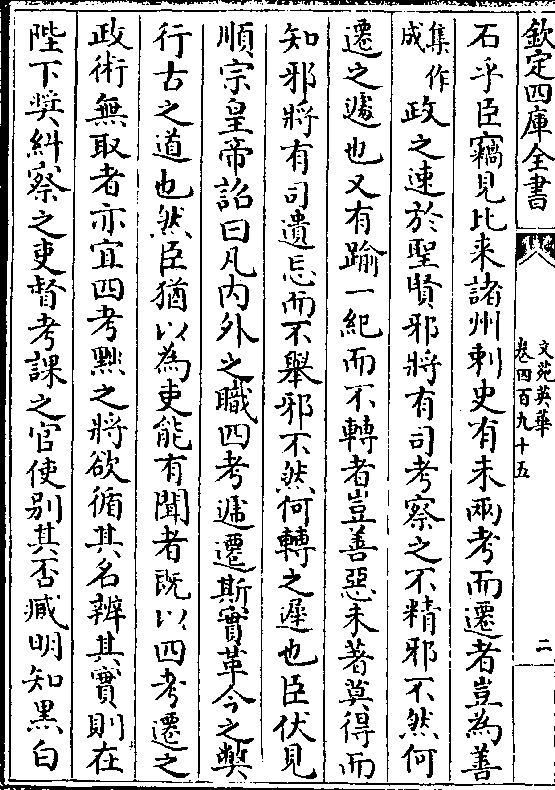 欽定四庫全書
文苑英華
卷四百九十五
二
石乎臣竊見比来諸州刺史有未兩考而遷者豈為善
集作成政之速於聖賢邪將有司考察之不精邪不然何
遷之遽也又有踰一紀而不轉者豈善惡未著莫得而
知邪將有司遺忘而不舉邪不然何轉之遲也臣伏見
順宗皇帝詔曰凡内外之職四考遞遷斯實革今之弊
行古之道也然臣猶以為吏能有聞者既以四考遷之
政術無取者亦宜四考黜之將欲循其名辨其實則在
陛下奨糾察之吏督考課之官使别其否臧明知黒白